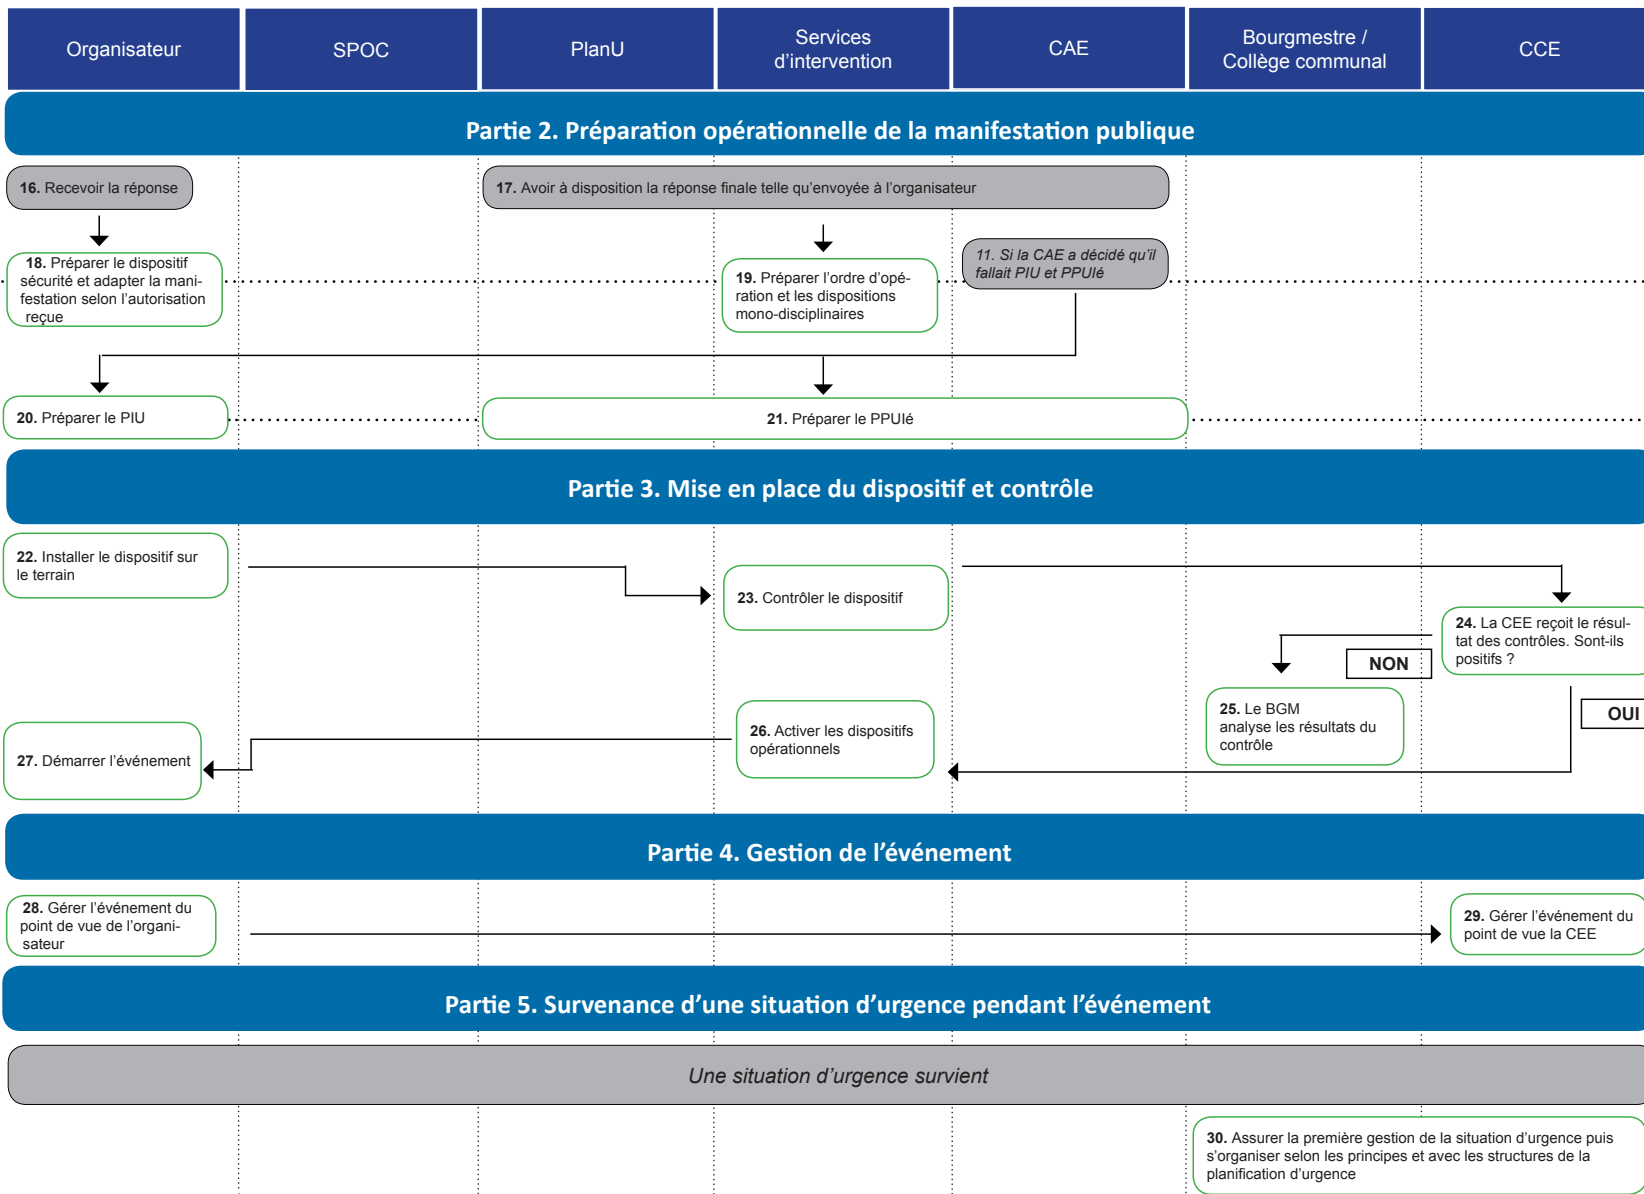 Organisateur
SPOC
PlanU
Services
d'intervention
CAE
Bourgmestre /
Collège communal
CCE
Partie 2. Préparation opérationnelle de la manifestation publique
16. Recevoir la réponse
17. Avoir à disposition la réponse finale telle qu'envoyée à l'organisateur
18. Préparer le dispositif
sécurité et adapter la mani-
festation selon l'autorisation
reçue
19. Préparer l'ordre d'opé-
ration et les dispositions
mono-disciplinaires
11. Si la CAE a décidé qu'il
fallait PIU et PPUIé
20. Préparer le PIU
21. Préparer le PPUIé
Partie 3. Mise en place du dispositif et contrôle
22. Installer le dispositif sur
le terrain
23. Contrôler le dispositif
24. La CEE reçoit le résul-
tat des contrôles. Sont-ils
positifs ?
NON
OUI
25. Le BGM
analyse les résultats du
contrôle
26. Activer les dispositifs
opérationnels
27. Démarrer l'événement
Partie 4. Gestion de l'événement
28. Gérer l'événement du
point de vue de l'organi-
sateur
29. Gérer l'événement du
point de vue la CEE
Partie 5. Survenance d'une situation d'urgence pendant l'événement
Une situation d'urgence survient
30. Assurer la première gestion de la situation d'urgence puis
s'organiser selon les principes et avec les structures de la
planification d'urgence